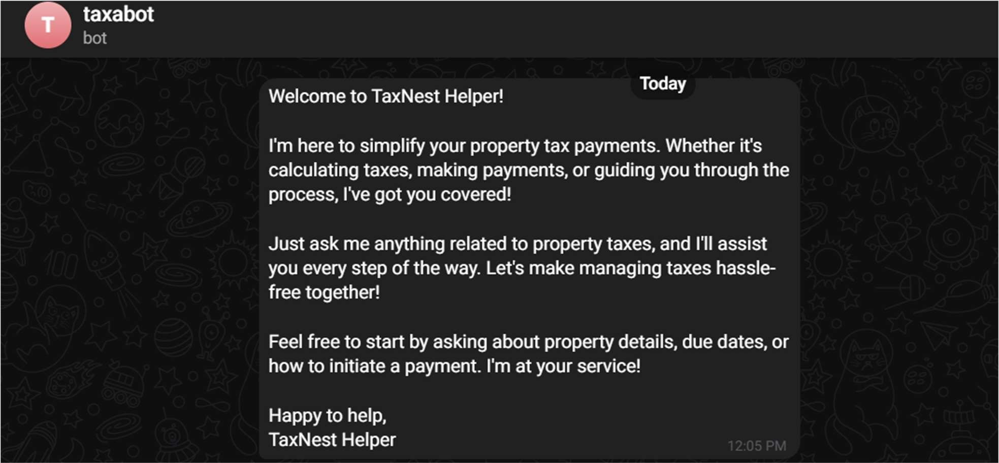 T
taxabot
bot
Today
Welcome to TaxNest Helper!
I'm here to simplify your property tax payments. Whether it's
calculating taxes, making payments, or guiding you through the
process, I've got you covered!
Just ask me anything related to property taxes, and I'll assist
you every step of the way. Let's make managing taxes hassle-
free together!
Feel free to start by asking about property details, due dates, or
how to initiate a payment. I'm at your service!
Happy to help,
TaxNest Helper
12:05 PM
E=mc²